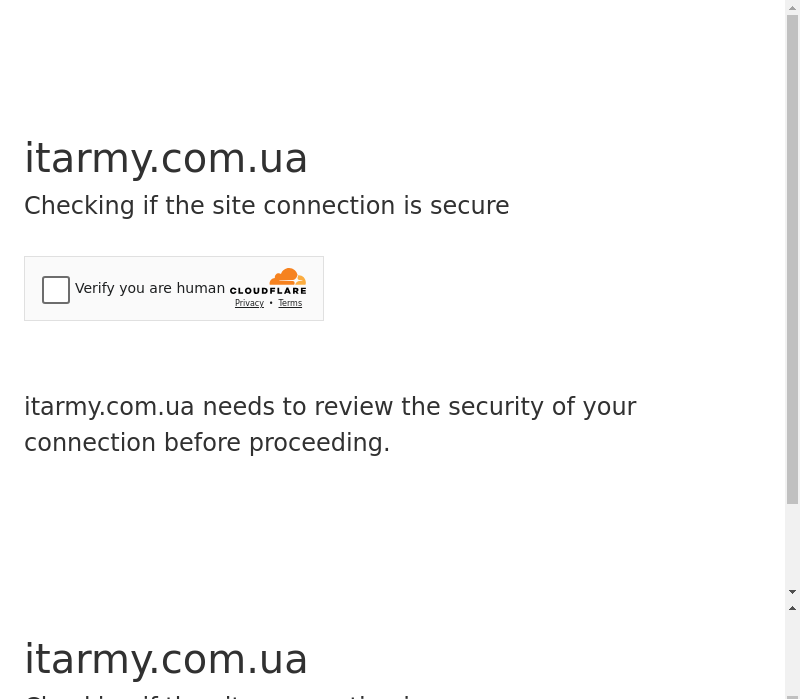 itarmy.com.ua
Checking if the site connection is secure
Verify you are human
CLOUDFLARE
Privacy • Terms
itarmy.com.ua needs to review the security of your
connection before proceeding.
itarmy.com.ua